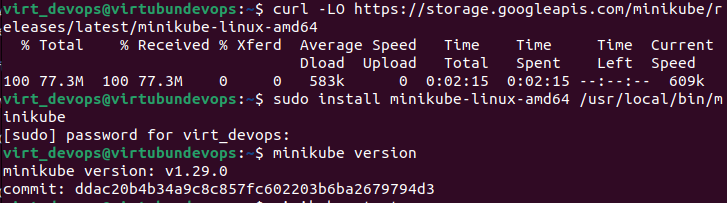 virt_devops@virtubundevops:~$ curl -LO https://storage.googleapis.com/minikube/r
eleases/latest/minikube-linux-amd64
% Total % Received % Xferd Average Speed Time Time Time Current
Dload Upload Total Spent Left Speed
100 77.3M 100 77.3M 0 0 583k 0 0:02:15 0:02:15 --:--:-- 609k
virt_devops@virtubundevops:~$ sudo install minikube-linux-amd64 /usr/local/bin/m
inikube
[sudo] password for virt_devops:
virt_devops@virtubundevops:~$ minikube version
minikube version: v1.29.0
commit: ddac20b4b34a9c8c857fc602203b6ba2679794d3